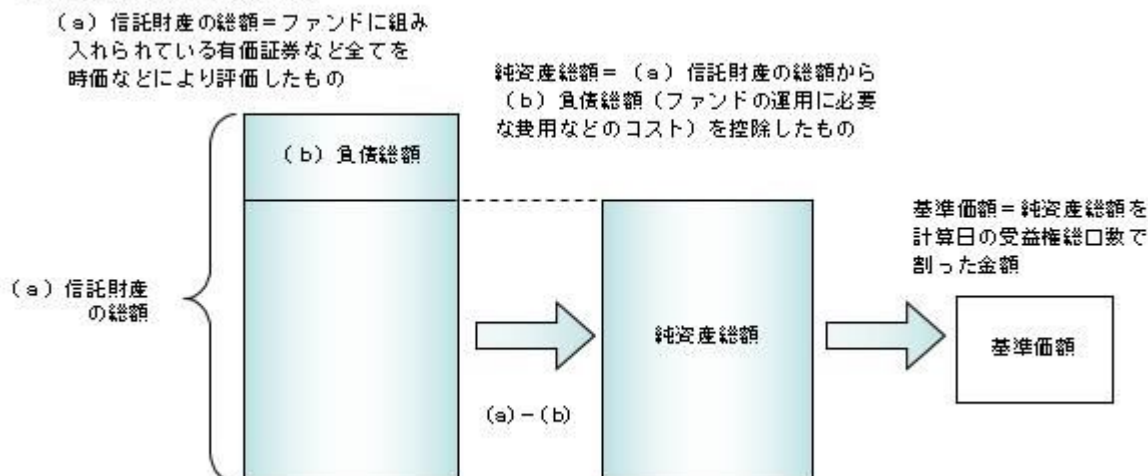 (a)信託財産の総額=ファンドに組み
入れられている有価証券など全てを
時価などにより評価したもの
純資産総額=(a)信託財産の総額から
(b)負債総額(ファンドの運用に必要
な費用などのコスト)を控除したもの
(b)負債総額
基準価額=純資産総額を
計算日の受益権総口数で
割った金額
(a)信託財産
の総額
純資産総額
基準価額
(a)-(b)